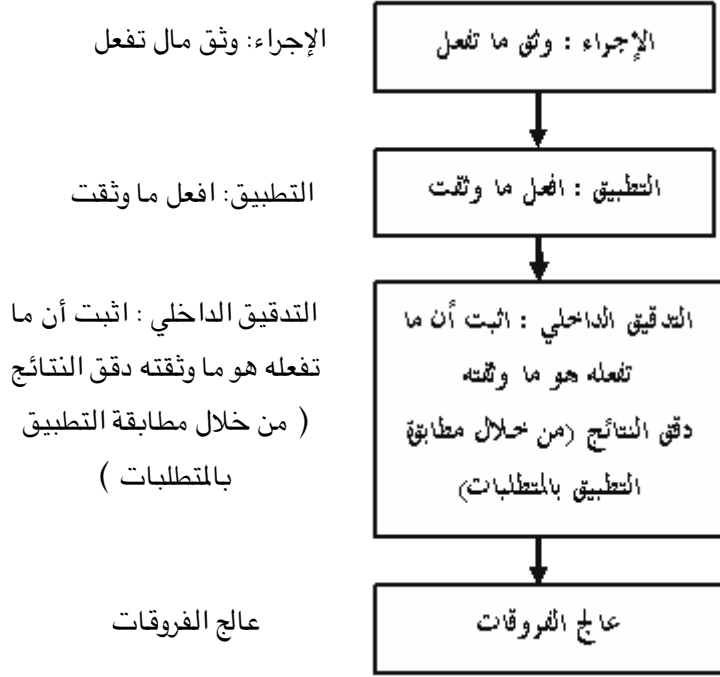 الإجراء : وثق ما تفعل
الإجراء: وثق مال تفعل
التطبيق : افعل ما وثقت
التطبيق: افعل ما وثقت
التدقيق الداخلي : اثبت أن ما
تفعله هو ما وثقته
دقق النتائج (من خلال مطابقة
التطبيق بالمتطلبات)
التدقيق الداخلي : اثبت أن ما
تفعله هو ما وثقته دقق النتائج
( من خلال مطابقة التطبيق
بالمتطلبات )
عالج الفروقات
عالج الفروقات